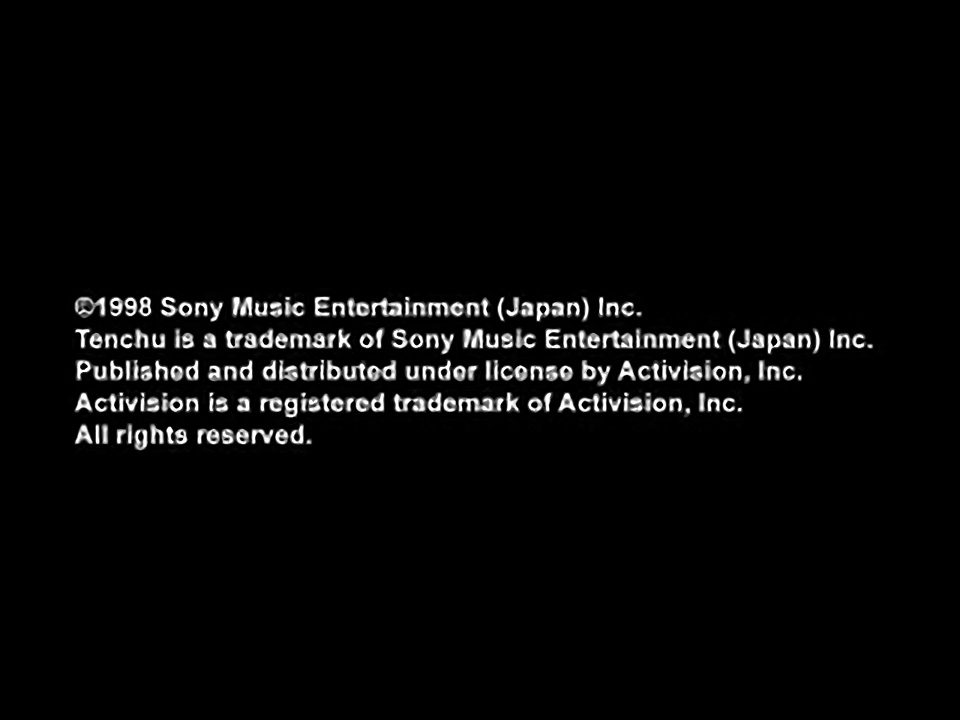 ©1998 Sony Music Entertainment (Japan) Inc.
Tenchu is a trademark of Sony Music Entertainment (Japan) Inc.
Published and distributed under license by Activision, Inc.
Activision is a registered trademark of Activision, Inc.
All rights reserved.